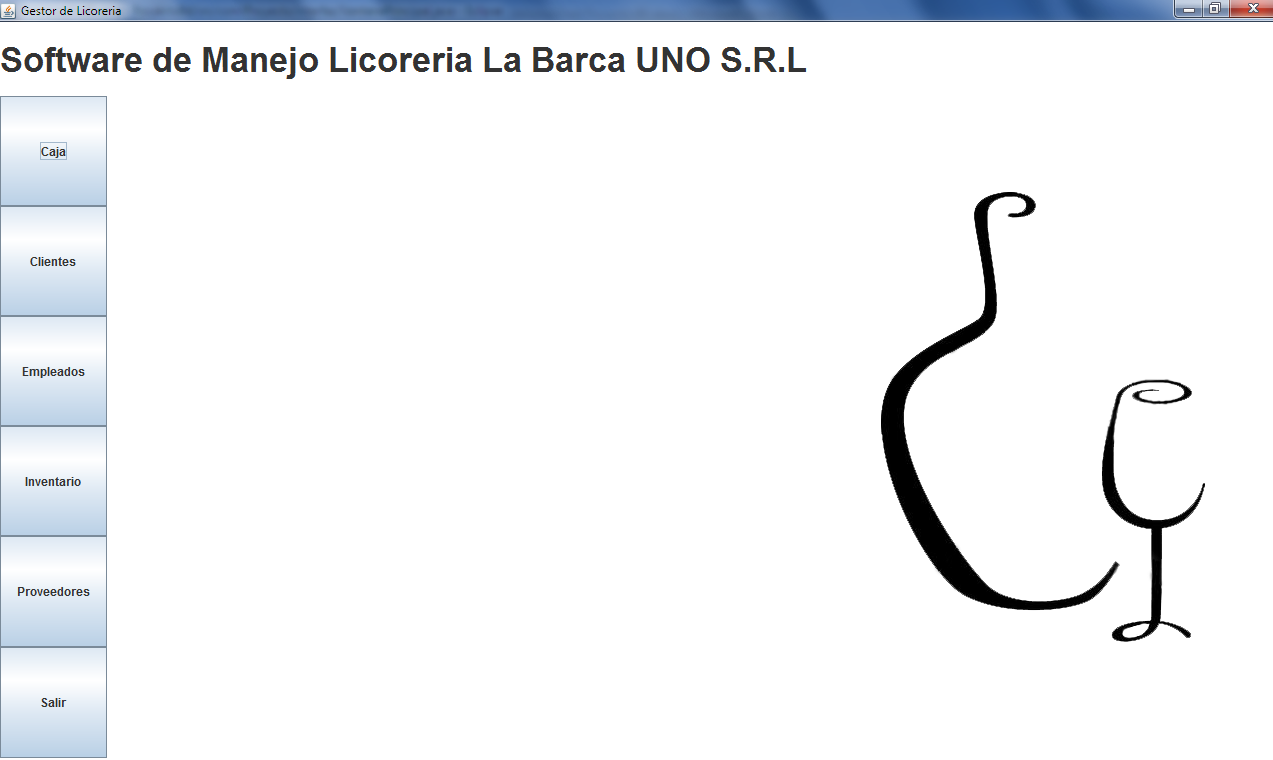 Gestor de Licoreria
Software de Manejo Licoreria La Barca UNO S.R.L
Caja
Clientes
Empleados
Inventario
Proveedores
Salir